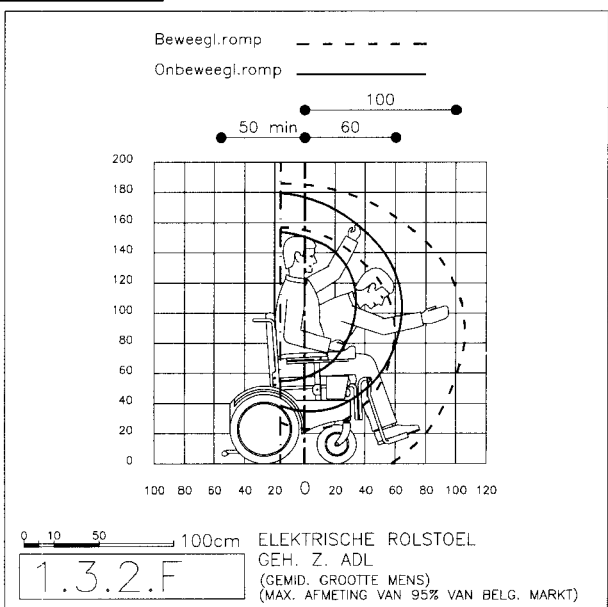 Beweegl.romp
Onbeweegl.romp
100
50 min 60
200
180
160
140
120
100
80
60
40
20
0
100 80 60 40 20 0 20 40 60 80 100 120
0 10 50 100cm
ELEKTRISCHE ROLSTOEL
GEH. Z. ADL
1.3.2.F
(GEMID. GROOTTE MENS)
(MAX. AFMETING VAN 95% VAN BELG. MARKT)